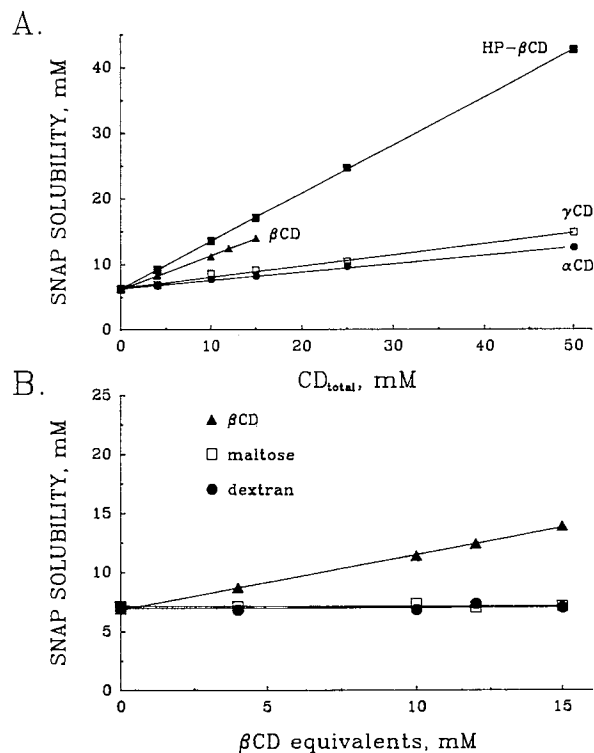 A.
SNAP SOLUBILITY, mM
40
30
20
10
0
HP-βCD
βCD
γCD
αCD
0 10 20 30 40 50
CDtotal, mM
B.
SNAP SOLUBILITY, mM
25
20
15
10
5
0
βCD
maltose
dextran
0 5 10 15
βCD equivalents, mM